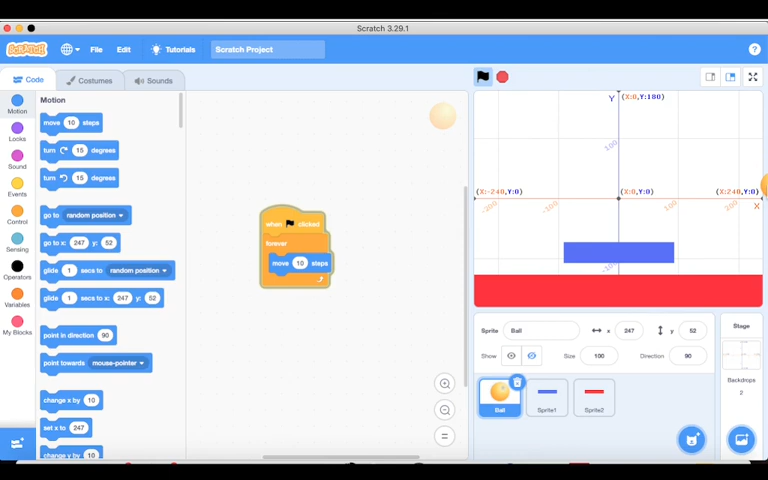 Scratch 3.29.1
SCRATCH
File
Edit
Tutorials
Scratch Project
?
Code
Costumes
Sounds
Motion
Looks
Sound
Events
Control
Sensing
Operators
Variables
My Blocks
Motion
move 10 steps
turn 15 degrees
turn 15 degrees
go to random position
go to x: 247 y: 52
glide 1 secs to random position
glide 1 secs to x: 247 y: 52
point in direction 90
point towards mouse-pointer
change x by 10
set x to 247
change y by 10
when clicked
forever
move 10 steps
Y (X:0,Y:180)
100
(X:-240,Y:0) (X:0,Y:0) (X:240,Y:0)
-200 -100 100 200 X
-100
Sprite Ball x 247 y 52
Show Size 100 Direction 90
Ball
Sprite1
Sprite2
Stage
Backdrops
2